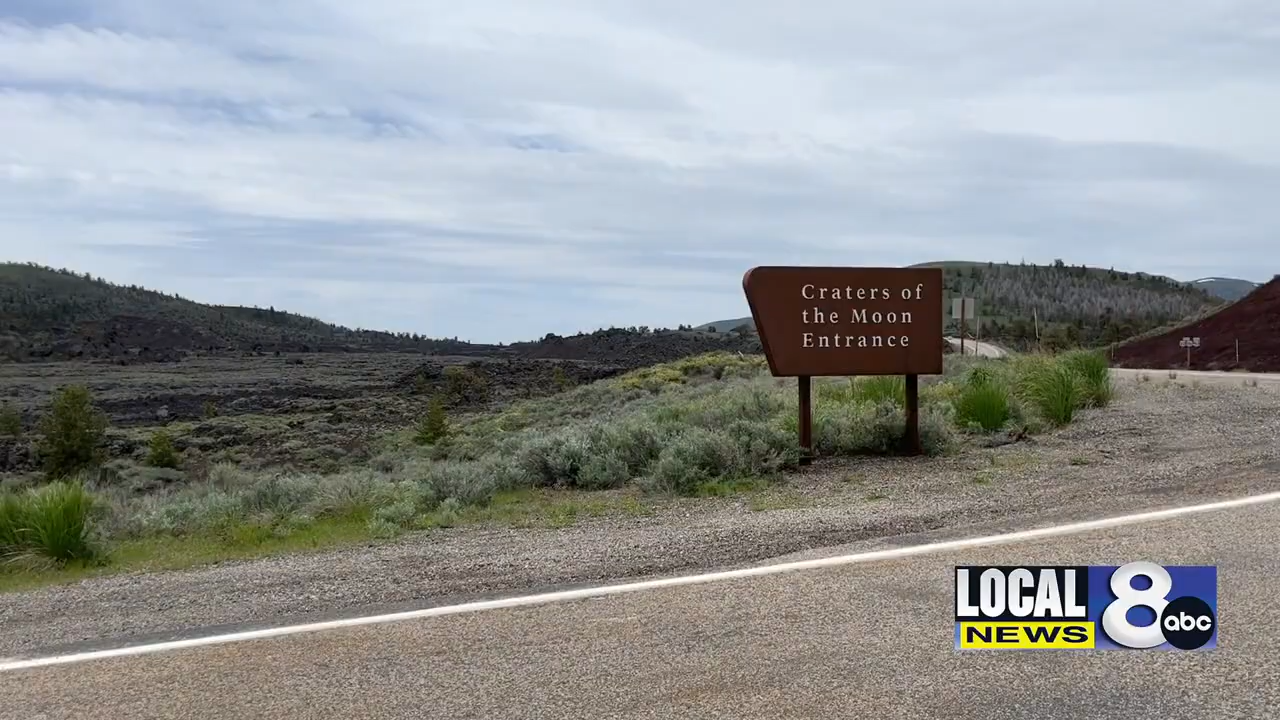 Craters of
the Moon
Entrance
LOCAL
NEWS
8
abc